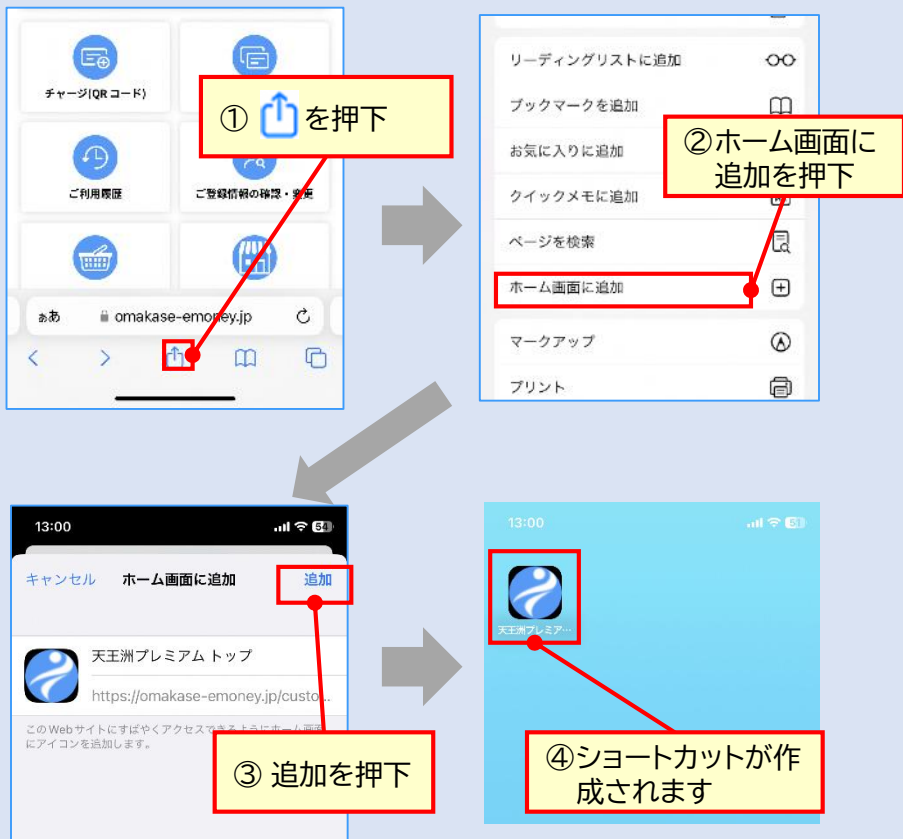 チャージ(QRコード)
① を押下
ご利用履歴
ご登録情報の確認・変更
ぁあ omakase-emoney.jp
リーディングリストに追加
ブックマークを追加
お気に入りに追加
クイックメモに追加
ページを検索
ホーム画面に追加
マークアップ
プリント
②ホーム画面に
追加を押下
13:00 54
キャンセル ホーム画面に追加 追加
天王洲プレミアム トップ
https://omakase-emoney.jp/custo...
このWebサイトにすばやくアクセスできるようにホーム画面
にアイコンを追加します。
③ 追加を押下
13:00
天王洲プレミア…
④ショートカットが作
成されます